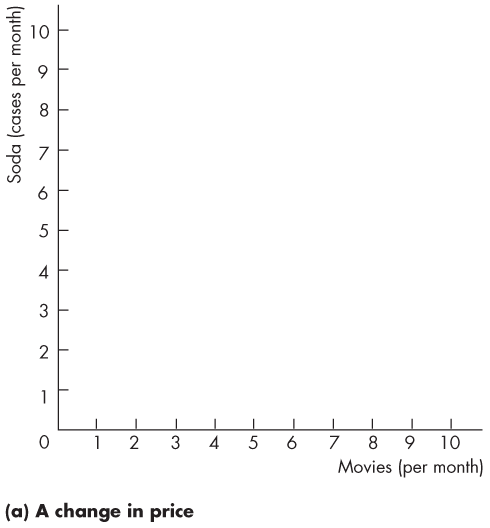 Soda (cases per month)
10
9
8
7
6
5
4
3
2
1
0 1 2 3 4 5 6 7 8 9 10
Movies (per month)
(a) A change in price